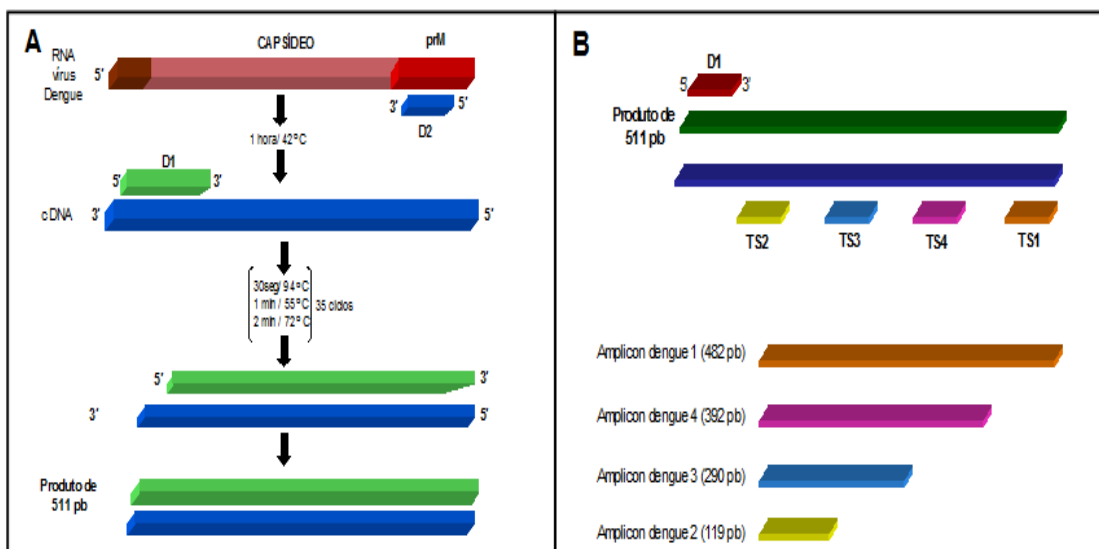 A
CAPSÍDEO
prM
RNA
vírus
Dengue
5'
3'
5'
D2
1 hora/ 42°C
D1
5'
3'
cDNA
3'
5'
30seg/ 94°C
1 min / 55°C
2 min / 72°C
35 ciclos
5'
3'
3'
5'
Produto de
511 pb
B
D1
5'
3'
Produto de
511 pb
TS2
TS3
TS4
TS1
Amplicon dengue 1 (482 pb)
Amplicon dengue 4 (392 pb)
Amplicon dengue 3 (290 pb)
Amplicon dengue 2 (119 pb)